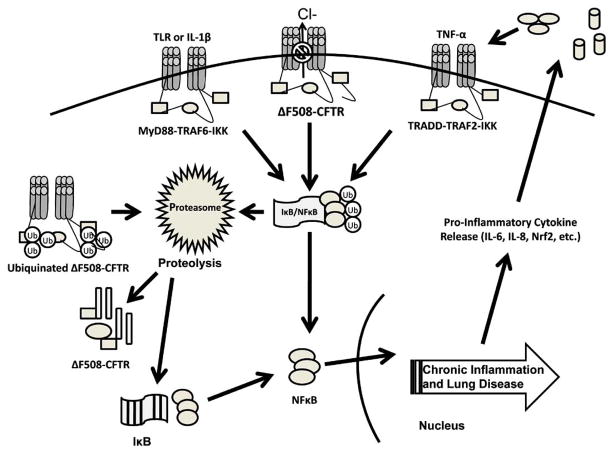 Cl-
TLR or IL-1β
TNF-α
MyD88-TRAF6-IKK
ΔF508-CFTR
TRADD-TRAF2-IKK
Ub
Ub
Ub
IκB/NFκB
Proteasome
Proteolysis
Ub
Ub
Ub
Ub
Ub
Ub
Ubiquinated ΔF508-CFTR
Pro-Inflammatory Cytokine
Release (IL-6, IL-8, Nrf2, etc.)
ΔF508-CFTR
NFκB
Chronic Inflammation
and Lung Disease
IκB
Nucleus